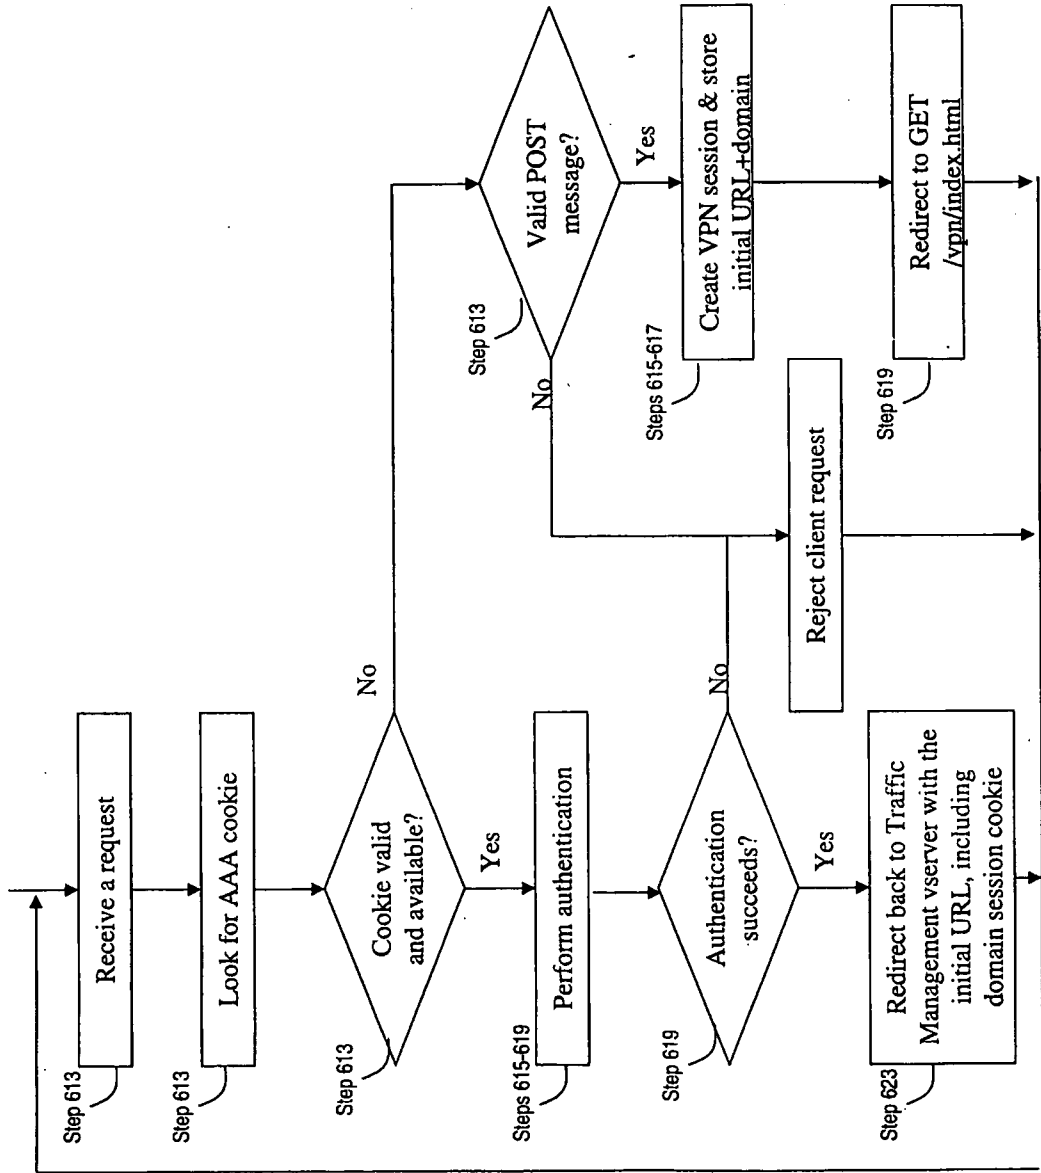 Step 613
Receive a request
Step 613
Look for AAA cookie
Step 613
Cookie valid
and available?
No
Yes
Step 613
Valid POST
message?
No
Yes
Steps 615-619
Perform authentication
Steps 615-617
Create VPN session & store
initial URL+domain
Step 619
Authentication
succeeds?
No
Yes
Reject client request
Step 619
Redirect to GET
/vpn/index.html
Step 623
Redirect back to Traffic
Management vserver with the
initial URL, including
domain session cookie